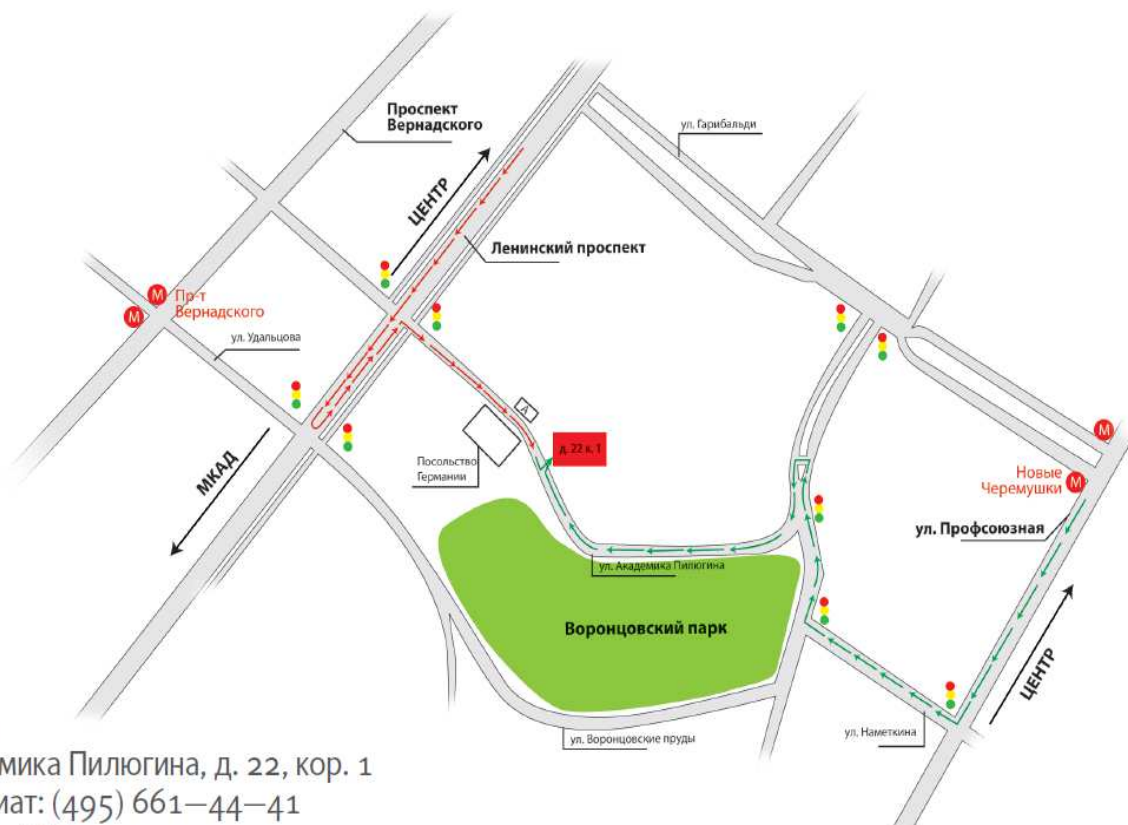 Проспект
Вернадского
ул. Гарибальди
ЦЕНТР
Ленинский проспект
М
М
Пр-т
Вернадского
ул. Удальцова
А
д. 22 к. 1
Посольство
Германии
МКАД
М
Новые
Черемушки
М
ул. Профсоюзная
ул. Академика Пилюгина
Воронцовский парк
ЦЕНТР
ул. Воронцовские пруды
ул. Наметкина
мика Пилюгина, д. 22, кор. 1
мат: (495) 661—44—41